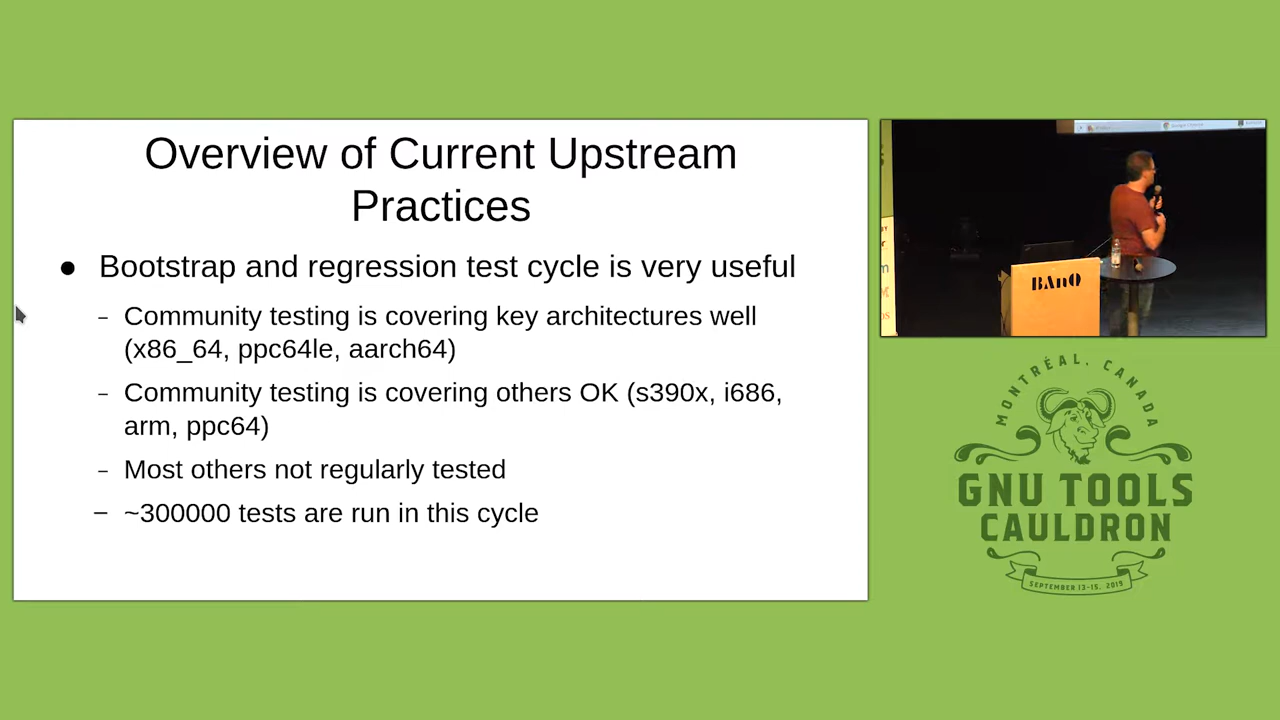 Overview of Current Upstream
Practices
● Bootstrap and regression test cycle is very useful
– Community testing is covering key architectures well
(x86_64, ppc64le, aarch64)
– Community testing is covering others OK (s390x, i686,
arm, ppc64)
– Most others not regularly tested
– ~300000 tests are run in this cycle
BAnQ
MONTRÉAL, CANADA
GNU TOOLS
CAULDRON
SEPTEMBER 13-15, 2019